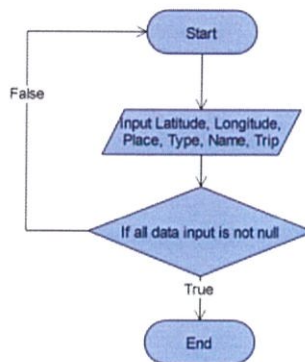 Start
False
Input Latitude, Longitude,
Place, Type, Name, Trip
If all data input is not null
True
End